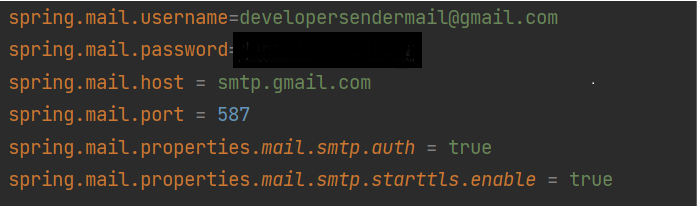 spring.mail.username=developersendermail@gmail.com
spring.mail.password=
spring.mail.host = smtp.gmail.com
spring.mail.port = 587
spring.mail.properties.mail.smtp.auth = true
spring.mail.properties.mail.smtp.starttls.enable = true